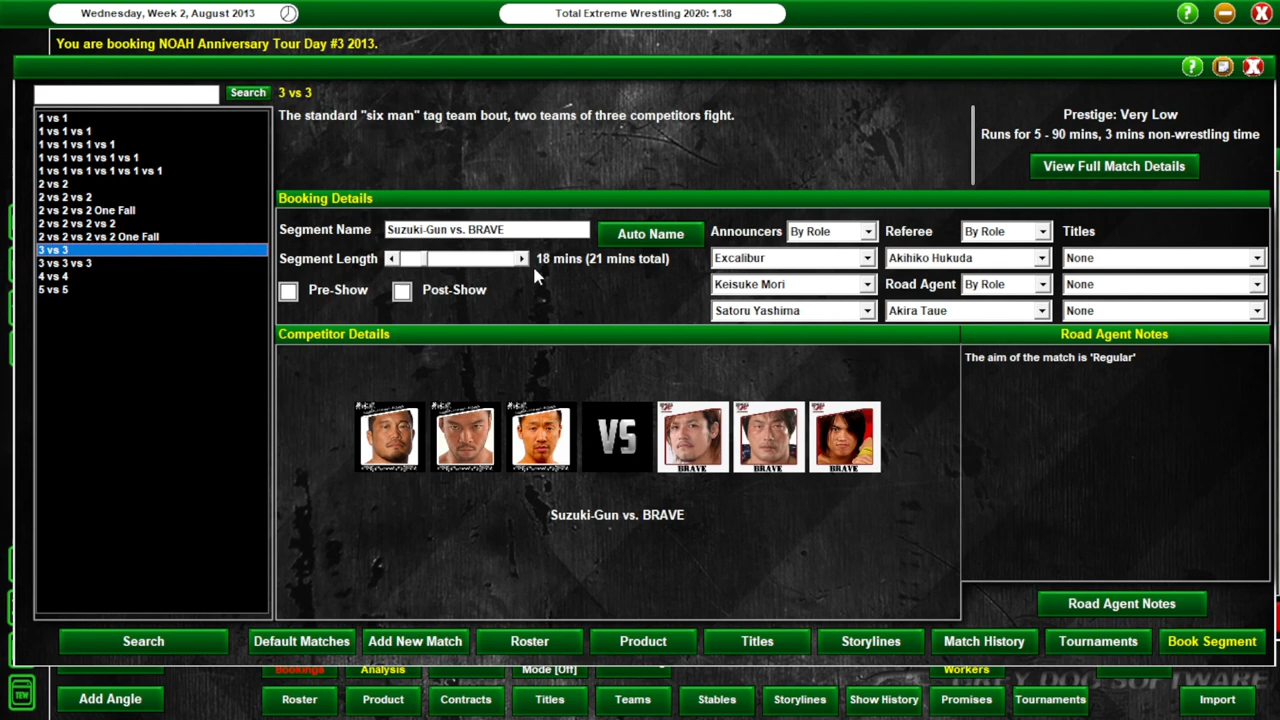 Wednesday, Week 2, August 2013
Total Extreme Wrestling 2020: 1.38
You are booking NOAH Anniversary Tour Day #3 2013.
Search
3 vs 3
1 vs 1
1 vs 1 vs 1
1 vs 1 vs 1 vs 1
1 vs 1 vs 1 vs 1 vs 1
1 vs 1 vs 1 vs 1 vs 1 vs 1
2 vs 2
2 vs 2 vs 2
2 vs 2 vs 2 One Fall
2 vs 2 vs 2 vs 2
2 vs 2 vs 2 vs 2 One Fall
3 vs 3
3 vs 3 vs 3
4 vs 4
5 vs 5
The standard "six man" tag team bout, two teams of three competitors fight.
Prestige: Very Low
Runs for 5 - 90 mins, 3 mins non-wrestling time
View Full Match Details
Booking Details
Segment Name Suzuki-Gun vs. BRAVE Auto Name Announcers By Role Referee By Role Titles
Segment Length 18 mins (21 mins total) Excalibur Akihiko Hukuda None
Pre-Show Post-Show Keisuke Mori Road Agent By Role None
Satoru Yashima Akira Taue None
Competitor Details
Road Agent Notes
The aim of the match is 'Regular'
VS
BRAVE BRAVE BRAVE
Suzuki-Gun vs. BRAVE
Road Agent Notes
Search Default Matches Add New Match Roster Product Titles Storylines Match History Tournaments Book Segment
Bookings Analysis Mode [Off] Workers
TEW Add Angle Roster Product Contracts Titles Teams Stables Storylines Show History Promises Tournaments Import